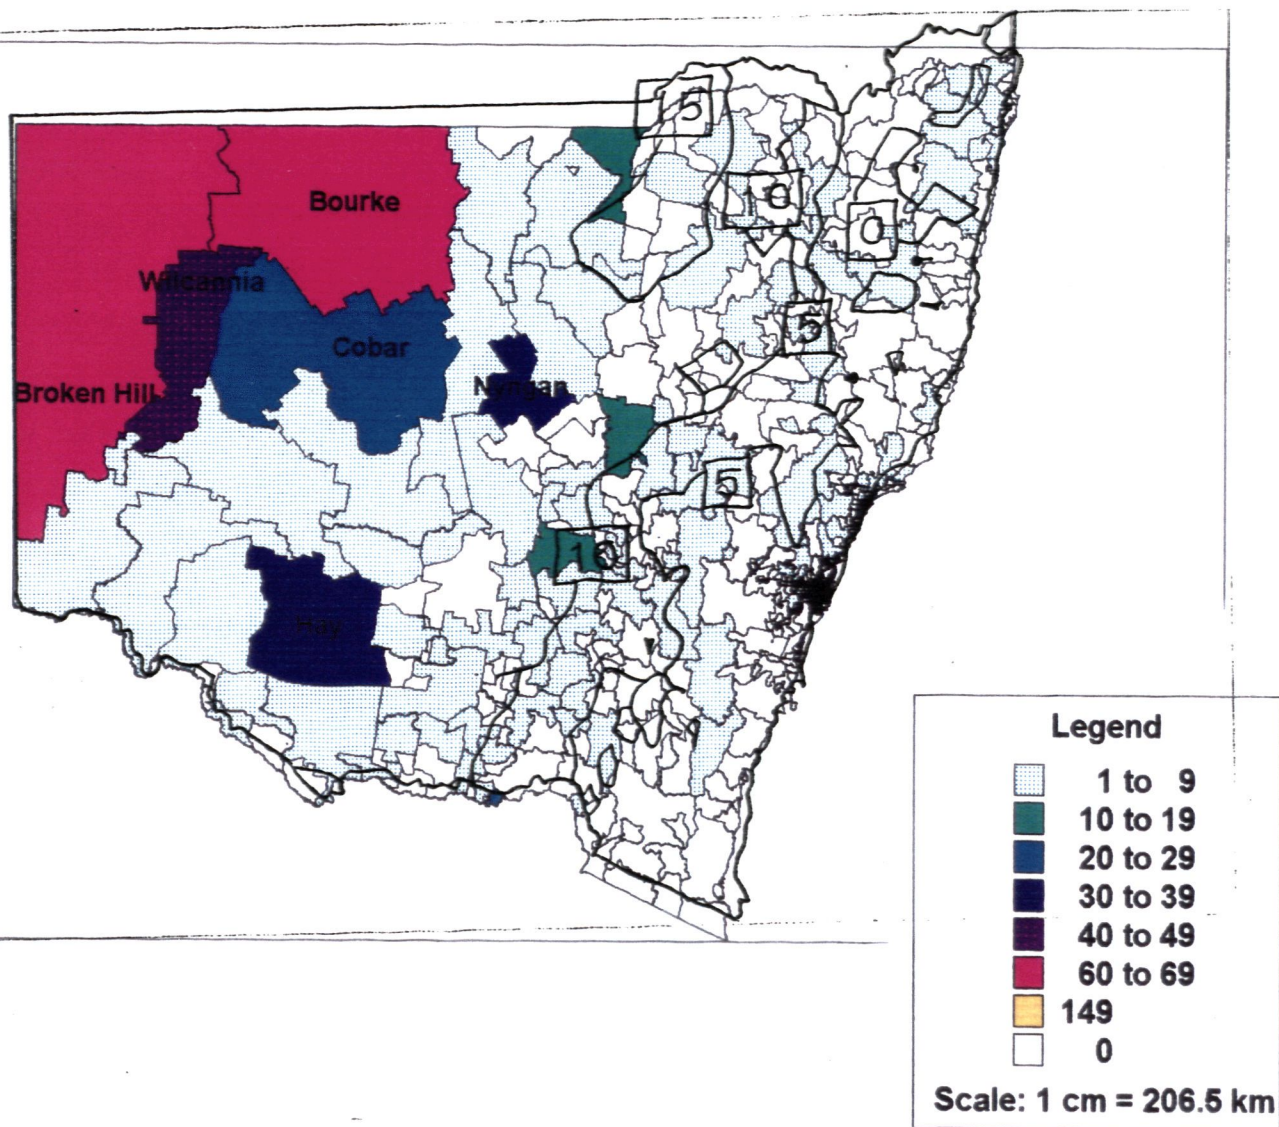 5
10
0
Bourke
Wilcannia
Cobar
5
Broken Hill
Nyngan
5
10
Hay
Legend
1 to 9
10 to 19
20 to 29
30 to 39
40 to 49
60 to 69
149
0
Scale: 1 cm = 206.5 km